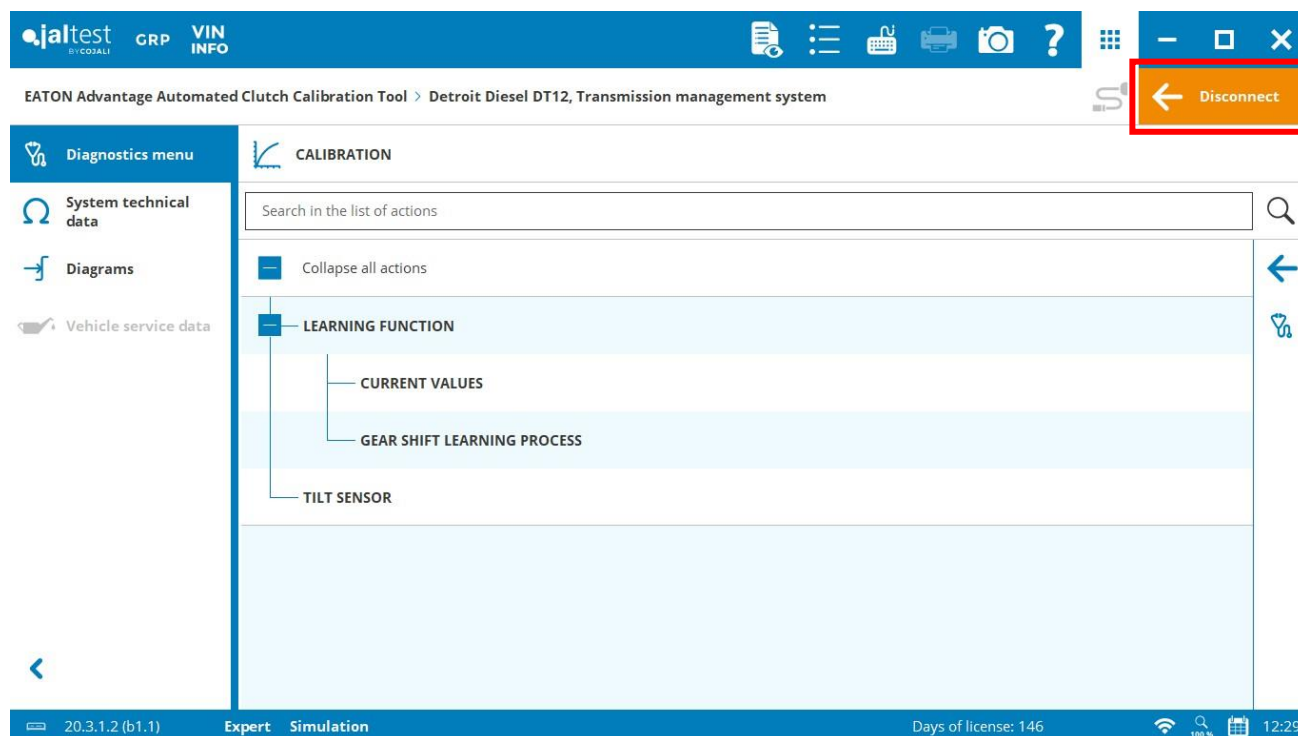 jaltest
BY COJALI
GRP
VIN
INFO
?
EATON Advantage Automated Clutch Calibration Tool > Detroit Diesel DT12, Transmission management system
Disconnect
Diagnostics menu
CALIBRATION
System technical
data
Search in the list of actions
Diagrams
Collapse all actions
Vehicle service data
LEARNING FUNCTION
CURRENT VALUES
GEAR SHIFT LEARNING PROCESS
TILT SENSOR
20.3.1.2 (b1.1)
Expert Simulation
Days of license: 146
100 %
12:29